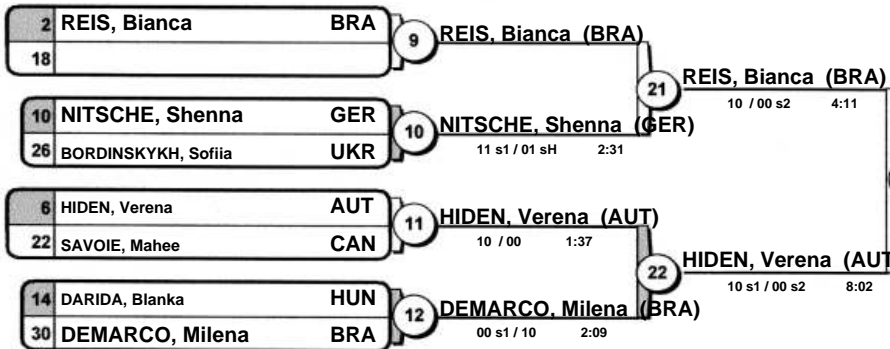 2 REIS, Bianca BRA
18
9
REIS, Bianca (BRA)
10 NITSCHE, Shenna GER
26 BORDINSKYKH, Sofiia UKR
10
NITSCHE, Shenna (GER)
11 s1 / 01 sH 2:31
21
REIS, Bianca (BRA)
10 / 00 s2 4:11
6 HIDEN, Verena AUT
22 SAVOIE, Mahee CAN
11
HIDEN, Verena (AUT)
10 / 00 1:37
14 DARIDA, Blanka HUN
30 DEMARCO, Milena BRA
12
DEMARCO, Milena (BRA)
00 s1 / 10 2:09
22
HIDEN, Verena (AUT
10 s1 / 00 s2 8:02